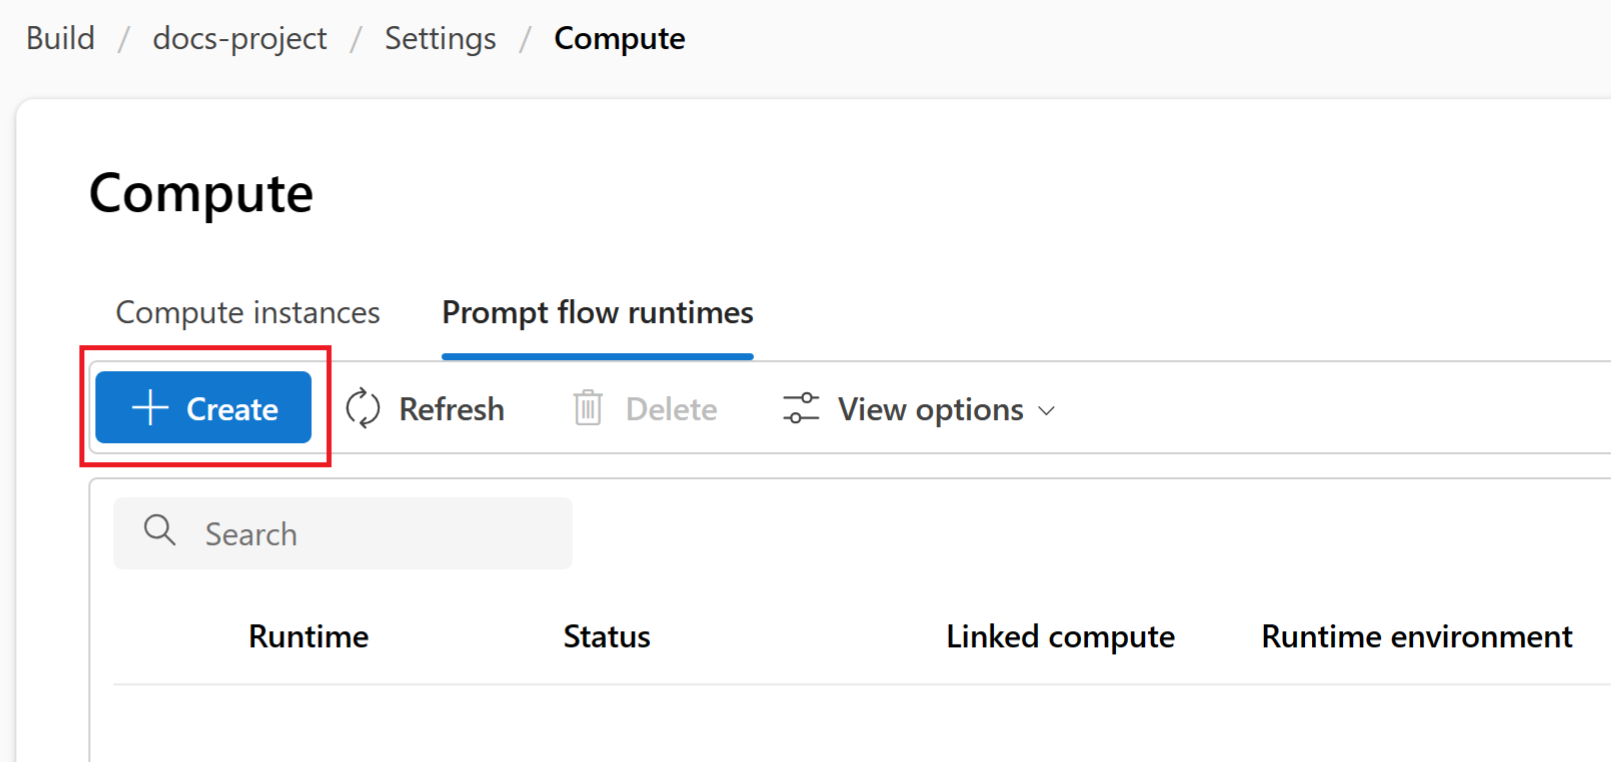 Build / docs-project / Settings / Compute
Compute
Compute instances Prompt flow runtimes
Create Refresh Delete View options
Search
Runtime Status Linked compute Runtime environment